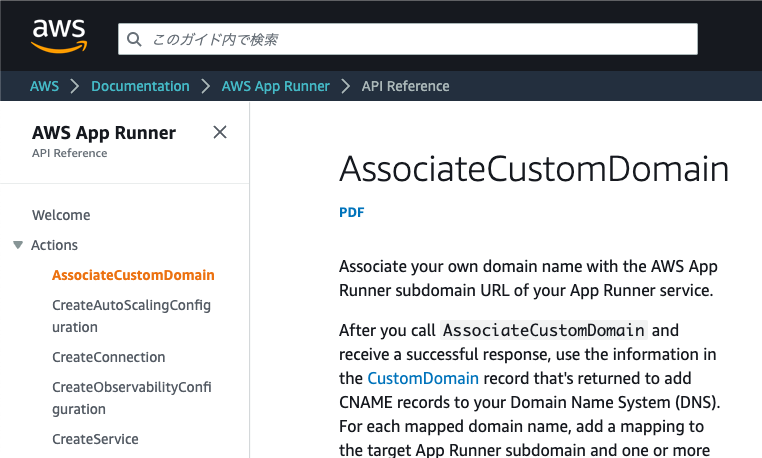 aws
このガイド内で検索
AWS > Documentation > AWS App Runner > API Reference
AWS App Runner
API Reference
Welcome
Actions
AssociateCustomDomain
CreateAutoScalingConfig
uration
CreateConnection
CreateObservabilityConfi
guration
CreateService
AssociateCustomDomain
PDF
Associate your own domain name with the AWS App
Runner subdomain URL of your App Runner service.
After you call AssociateCustomDomain and
receive a successful response, use the information in
the CustomDomain record that's returned to add
CNAME records to your Domain Name System (DNS).
For each mapped domain name, add a mapping to
the target App Runner subdomain and one or more